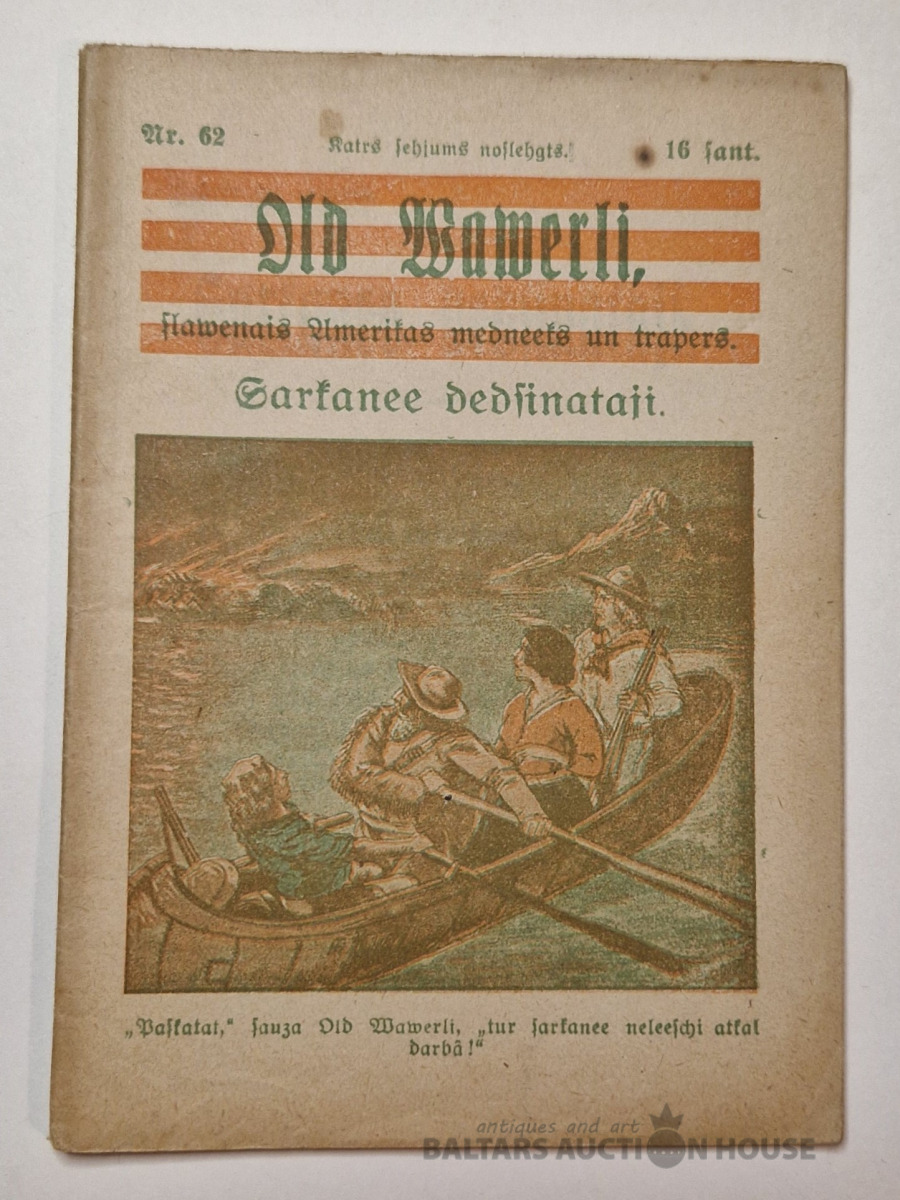 Nr. 62
Katrs sehjums noslehgts.
16 sant.
Old Wawerli,
slawenais Amerikas medneeks un trapers.
Sarkanee dedsinataji.
„Paskatat,“ sauza Old Wawerli, „tur sarkanee neleeschi atkal
darbâ!“
antiques and art
BALTARS AUCTION HOUSE